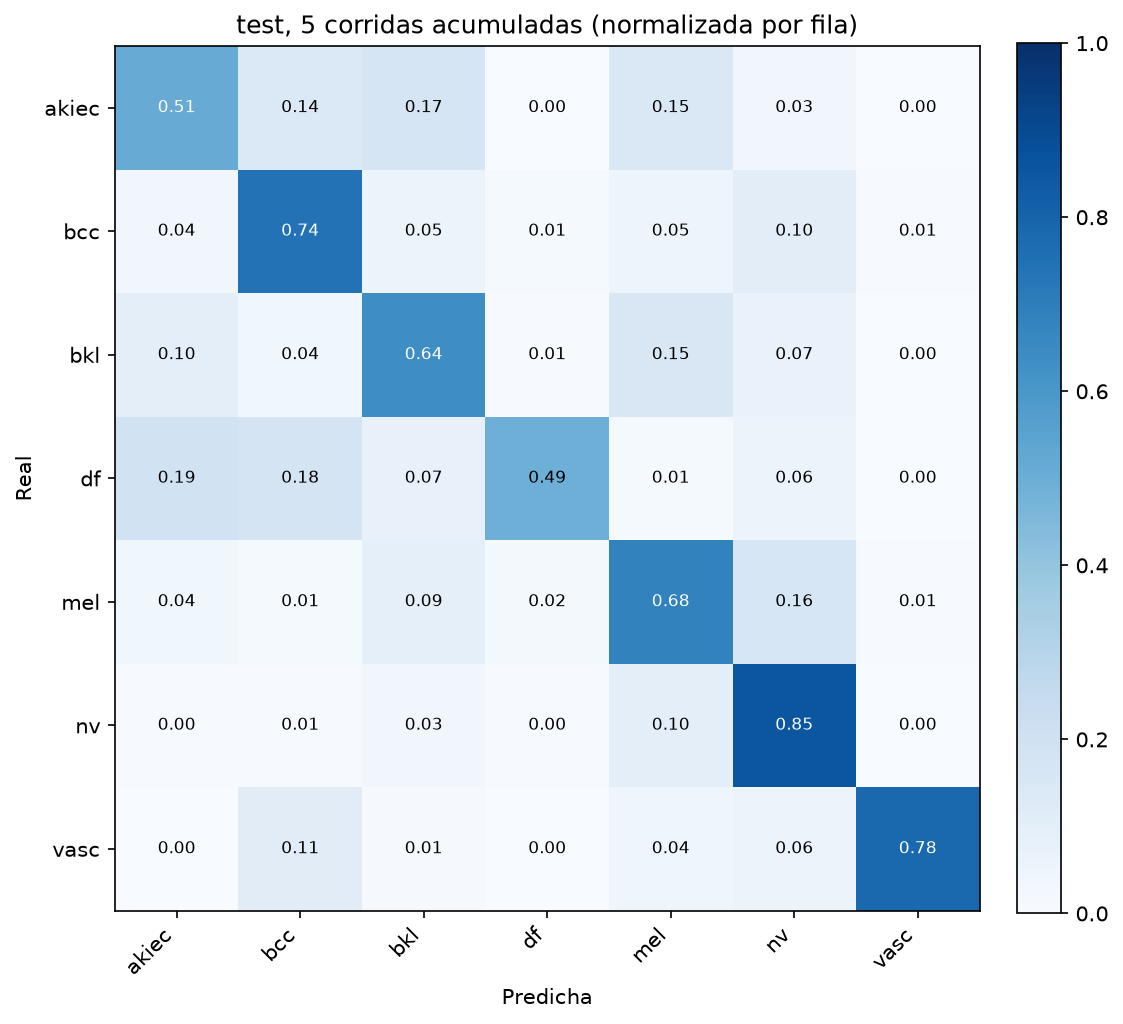 test, 5 corridas acumuladas (normalizada por fila)
akiec 0.51 0.14 0.17 0.00 0.15 0.03 0.00
bcc 0.04 0.74 0.05 0.01 0.05 0.10 0.01
bkl 0.10 0.04 0.64 0.01 0.15 0.07 0.00
df 0.19 0.18 0.07 0.49 0.01 0.06 0.00
mel 0.04 0.01 0.09 0.02 0.68 0.16 0.01
nv 0.00 0.01 0.03 0.00 0.10 0.85 0.00
vasc 0.00 0.11 0.01 0.00 0.04 0.06 0.78
akiec bcc bkl df mel nv vasc
Predicha
Real
1.0
0.8
0.6
0.4
0.2
0.0